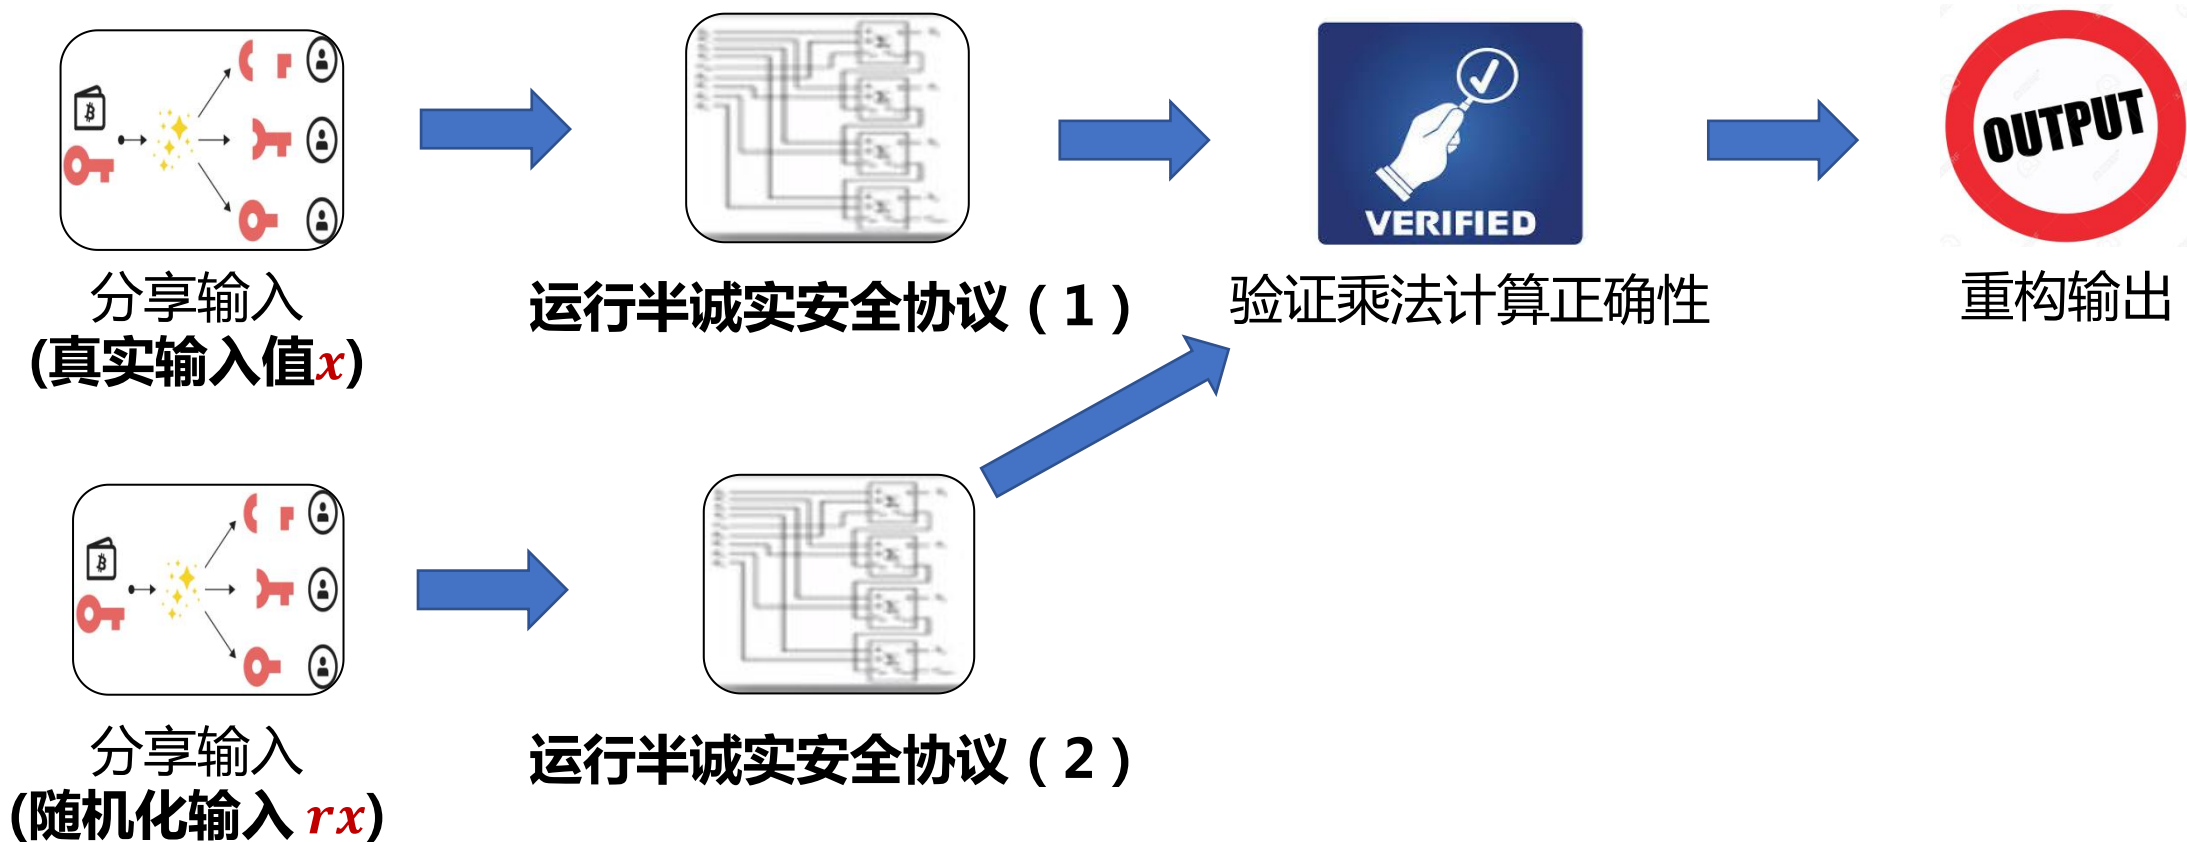 VERIFIED
OUTPUT
分享输入
(真实输入值x)
运行半诚实安全协议（1）
验证乘法计算正确性
重构输出
分享输入
(随机化输入 rx)
运行半诚实安全协议（2）